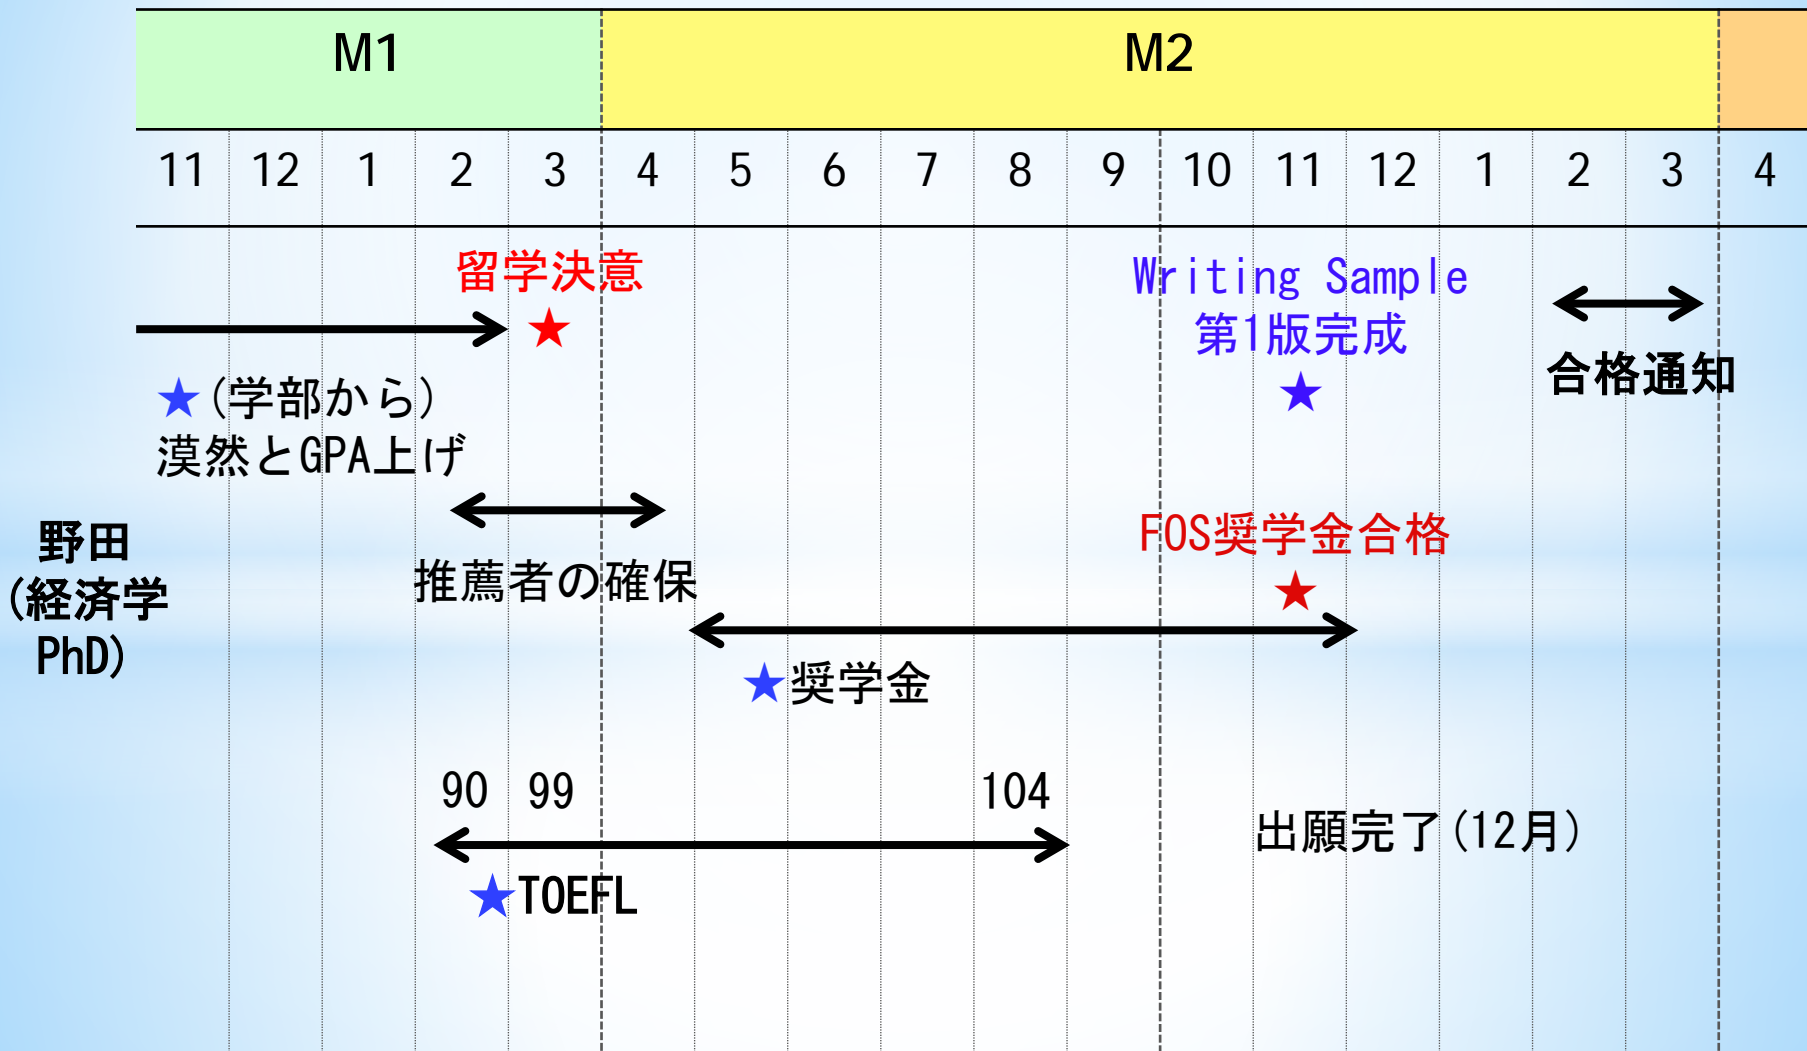 M1 M2
11 12 1 2 3 4 5 6 7 8 9 10 11 12 1 2 3 4
留学決意
★(学部から)
漠然とGPA上げ
推薦者の確保
Writing Sample
第1版完成
合格通知
野田
(経済学
PhD)
FOS奨学金合格
★奨学金
90 99 104
★TOEFL
出願完了(12月)